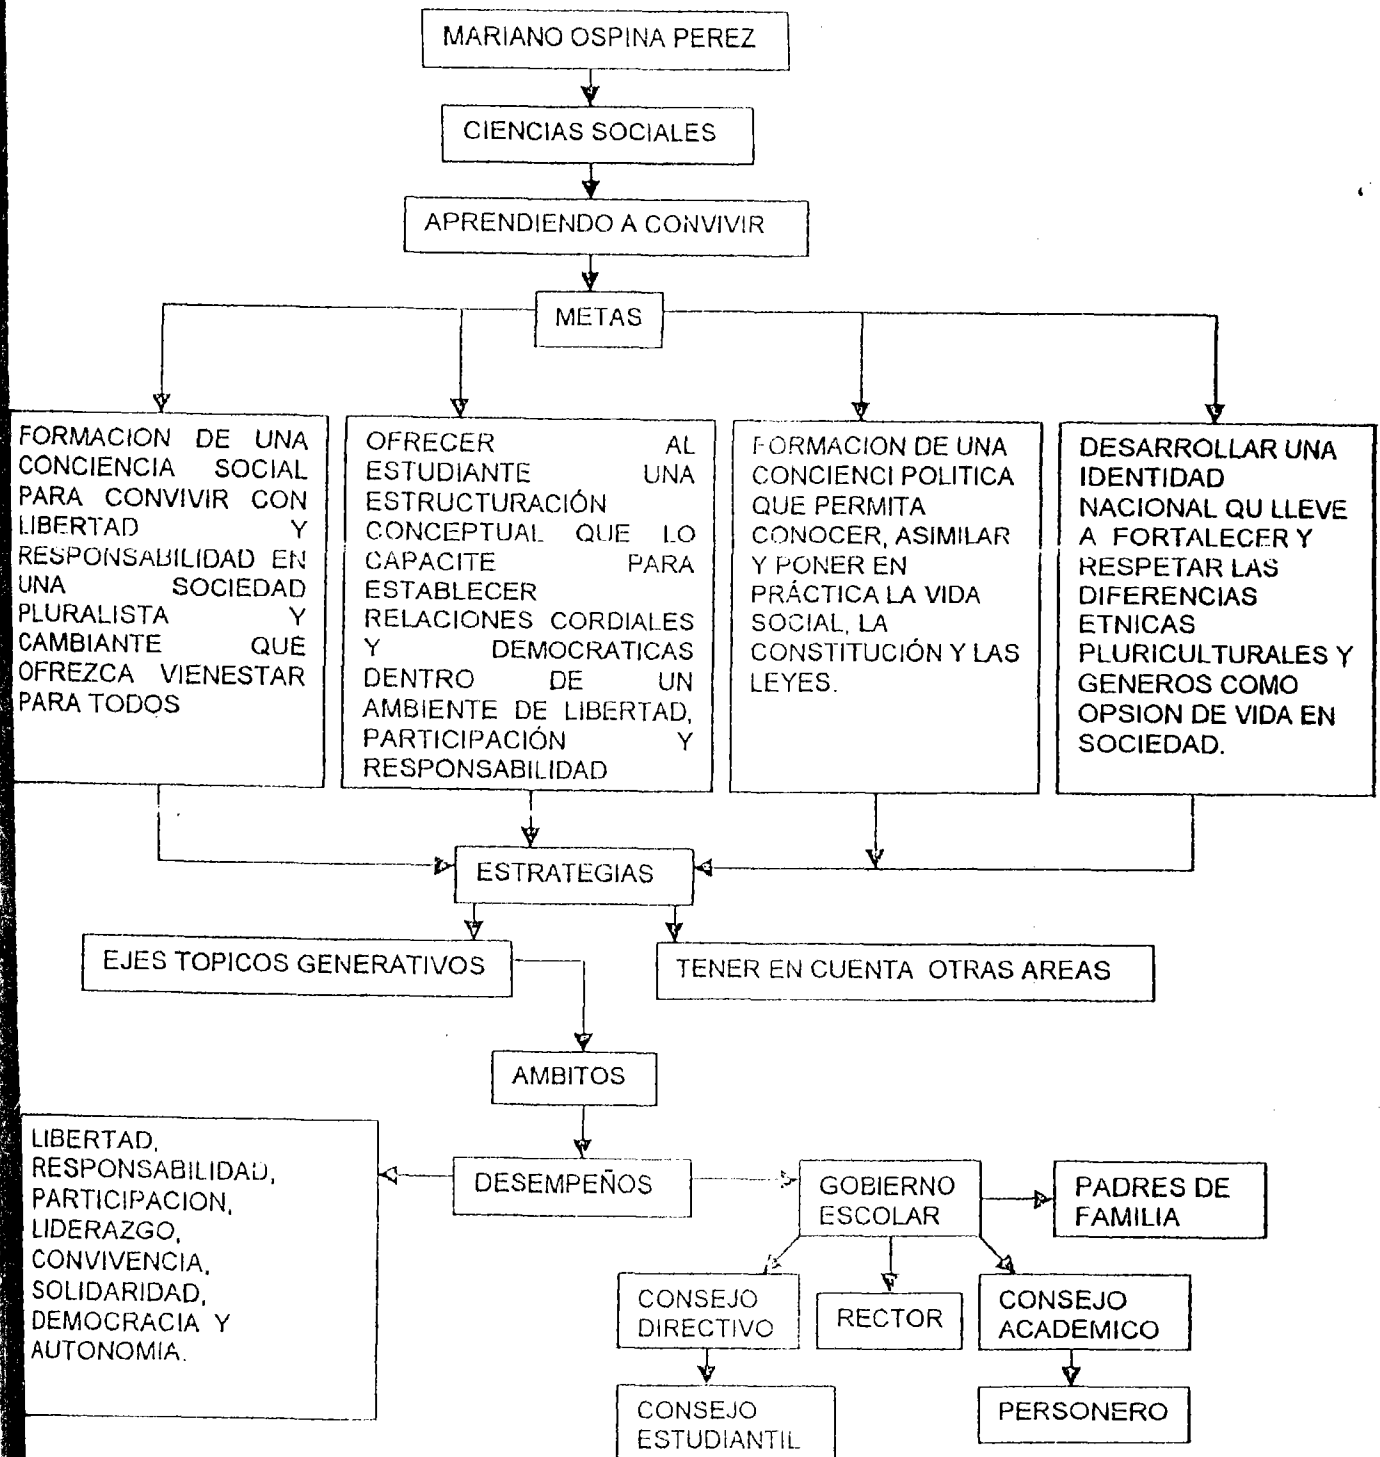 MARIANO OSPINA PEREZ
CIENCIAS SOCIALES
APRENDIENDO A CONVIVIR
METAS
FORMACION DE UNA
CONCIENCIA SOCIAL
PARA CONVIVIR CON
LIBERTAD Y
RESPONSABILIDAD EN
UNA SOCIEDAD
PLURALISTA Y
CAMBIANTE QUE
OFREZCA VIENESTAR
PARA TODOS
OFRECER AL
ESTUDIANTE UNA
ESTRUCTURACIÓN
CONCEPTUAL QUE LO
CAPACITE PARA
ESTABLECER
RELACIONES CORDIALES
Y DEMOCRATICAS
DENTRO DE UN
AMBIENTE DE LIBERTAD,
PARTICIPACIÓN Y
RESPONSABILIDAD
FORMACION DE UNA
CONCIENCI POLITICA
QUE PERMITA
CONOCER, ASIMILAR
Y PONER EN
PRÁCTICA LA VIDA
SOCIAL, LA
CONSTITUCIÓN Y LAS
LEYES.
DESARROLLAR UNA
IDENTIDAD
NACIONAL QU LLEVE
A FORTALECER Y
RESPETAR LAS
DIFERENCIAS
ETNICAS
PLURICULTURALES Y
GENEROS COMO
OPSION DE VIDA EN
SOCIEDAD.
ESTRATEGIAS
EJES TOPICOS GENERATIVOS
TENER EN CUENTA OTRAS AREAS
AMBITOS
LIBERTAD,
RESPONSABILIDAD,
PARTICIPACION,
LIDERAZGO,
CONVIVENCIA,
SOLIDARIDAD,
DEMOCRACIA Y
AUTONOMIA.
DESEMPEÑOS
GOBIERNO
ESCOLAR
PADRES DE
FAMILIA
CONSEJO
DIRECTIVO
RECTOR
CONSEJO
ACADEMICO
CONSEJO
ESTUDIANTIL
PERSONERO